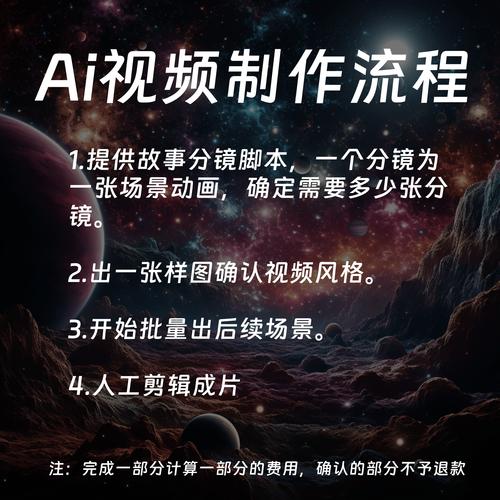 Ai视频制作流程
1.提供故事分镜脚本，一个分镜为
一张场景动画，确定需要多少张分
镜。
2.出一张样图确认视频风格。
3.开始批量出后续场景。
4.人工剪辑成片
注：完成一部分计算一部分的费用，确认的部分不予退款